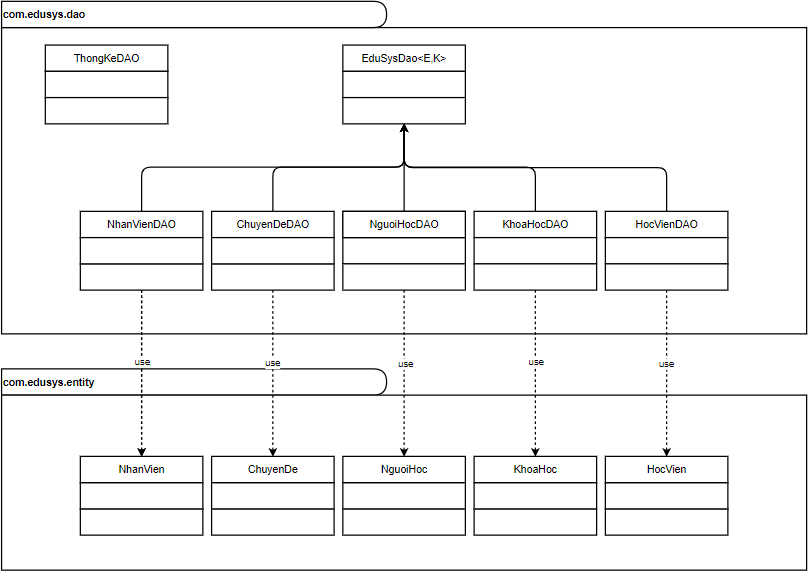 com.edusys.dao
ThongKeDAO
EduSysDao<E,K>
NhanVienDAO
ChuyenDeDAO
NguoiHocDAO
KhoaHocDAO
HocVienDAO
use
use
use
use
use
com.edusys.entity
NhanVien
ChuyenDe
NguoiHoc
KhoaHoc
HocVien